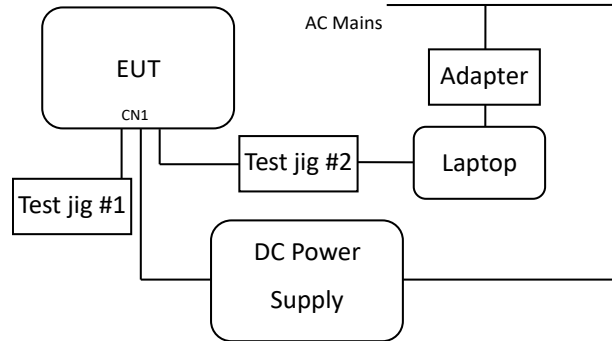 AC Mains
EUT
Adapter
CN1
Test jig #2
Laptop
Test jig #1
DC Power
Supply